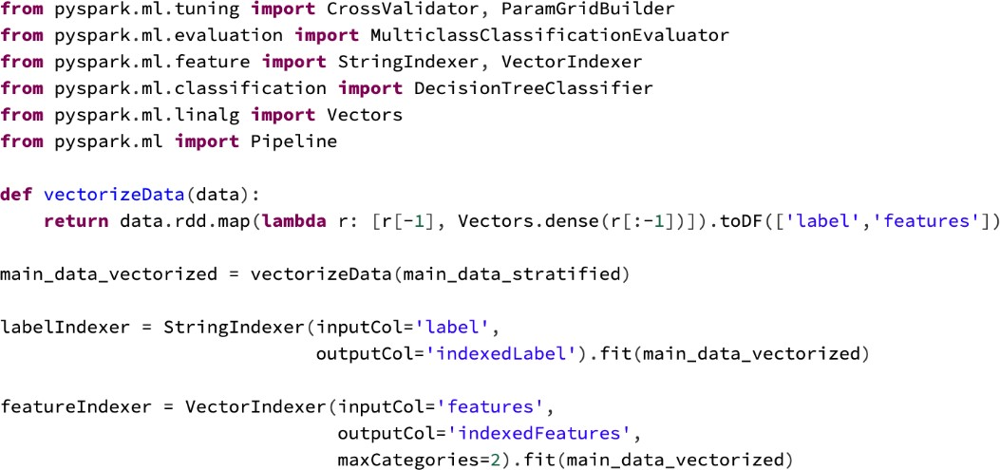 from pyspark.ml.tuning import CrossValidator, ParamGridBuilder
from pyspark.ml.evaluation import MulticlassClassificationEvaluator
from pyspark.ml.feature import StringIndexer, VectorIndexer
from pyspark.ml.classification import DecisionTreeClassifier
from pyspark.ml.linalg import Vectors
from pyspark.ml import Pipeline

def vectorizeData(data):
    return data.rdd.map(lambda r: [r[-1], Vectors.dense(r[:-1])]).toDF(['label','features'])

main_data_vectorized = vectorizeData(main_data_stratified)

labelIndexer = StringIndexer(inputCol='label',
                             outputCol='indexedLabel').fit(main_data_vectorized)

featureIndexer = VectorIndexer(inputCol='features',
                               outputCol='indexedFeatures',
                               maxCategories=2).fit(main_data_vectorized)